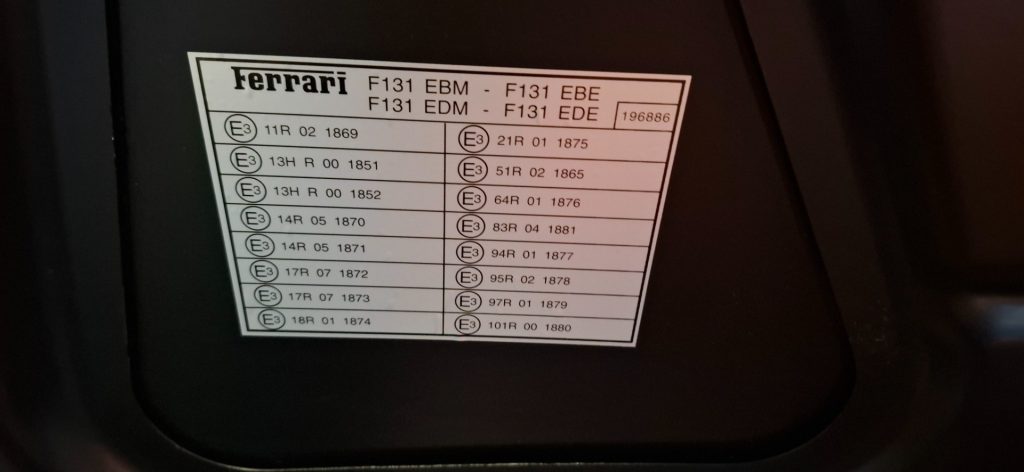 Ferrari F131 EBM - F131 EBE
F131 EDM - F131 EDE 196886
E3 11R 02 1869
E3 13H R 00 1851
E3 13H R 00 1852
E3 14R 05 1870
E3 14R 05 1871
E3 17R 07 1872
E3 17R 07 1873
E3 18R 01 1874
E3 21R 01 1875
E3 51R 02 1865
E3 64R 01 1876
E3 83R 04 1881
E3 94R 01 1877
E3 95R 02 1878
E3 97R 01 1879
E3 101R 00 1880